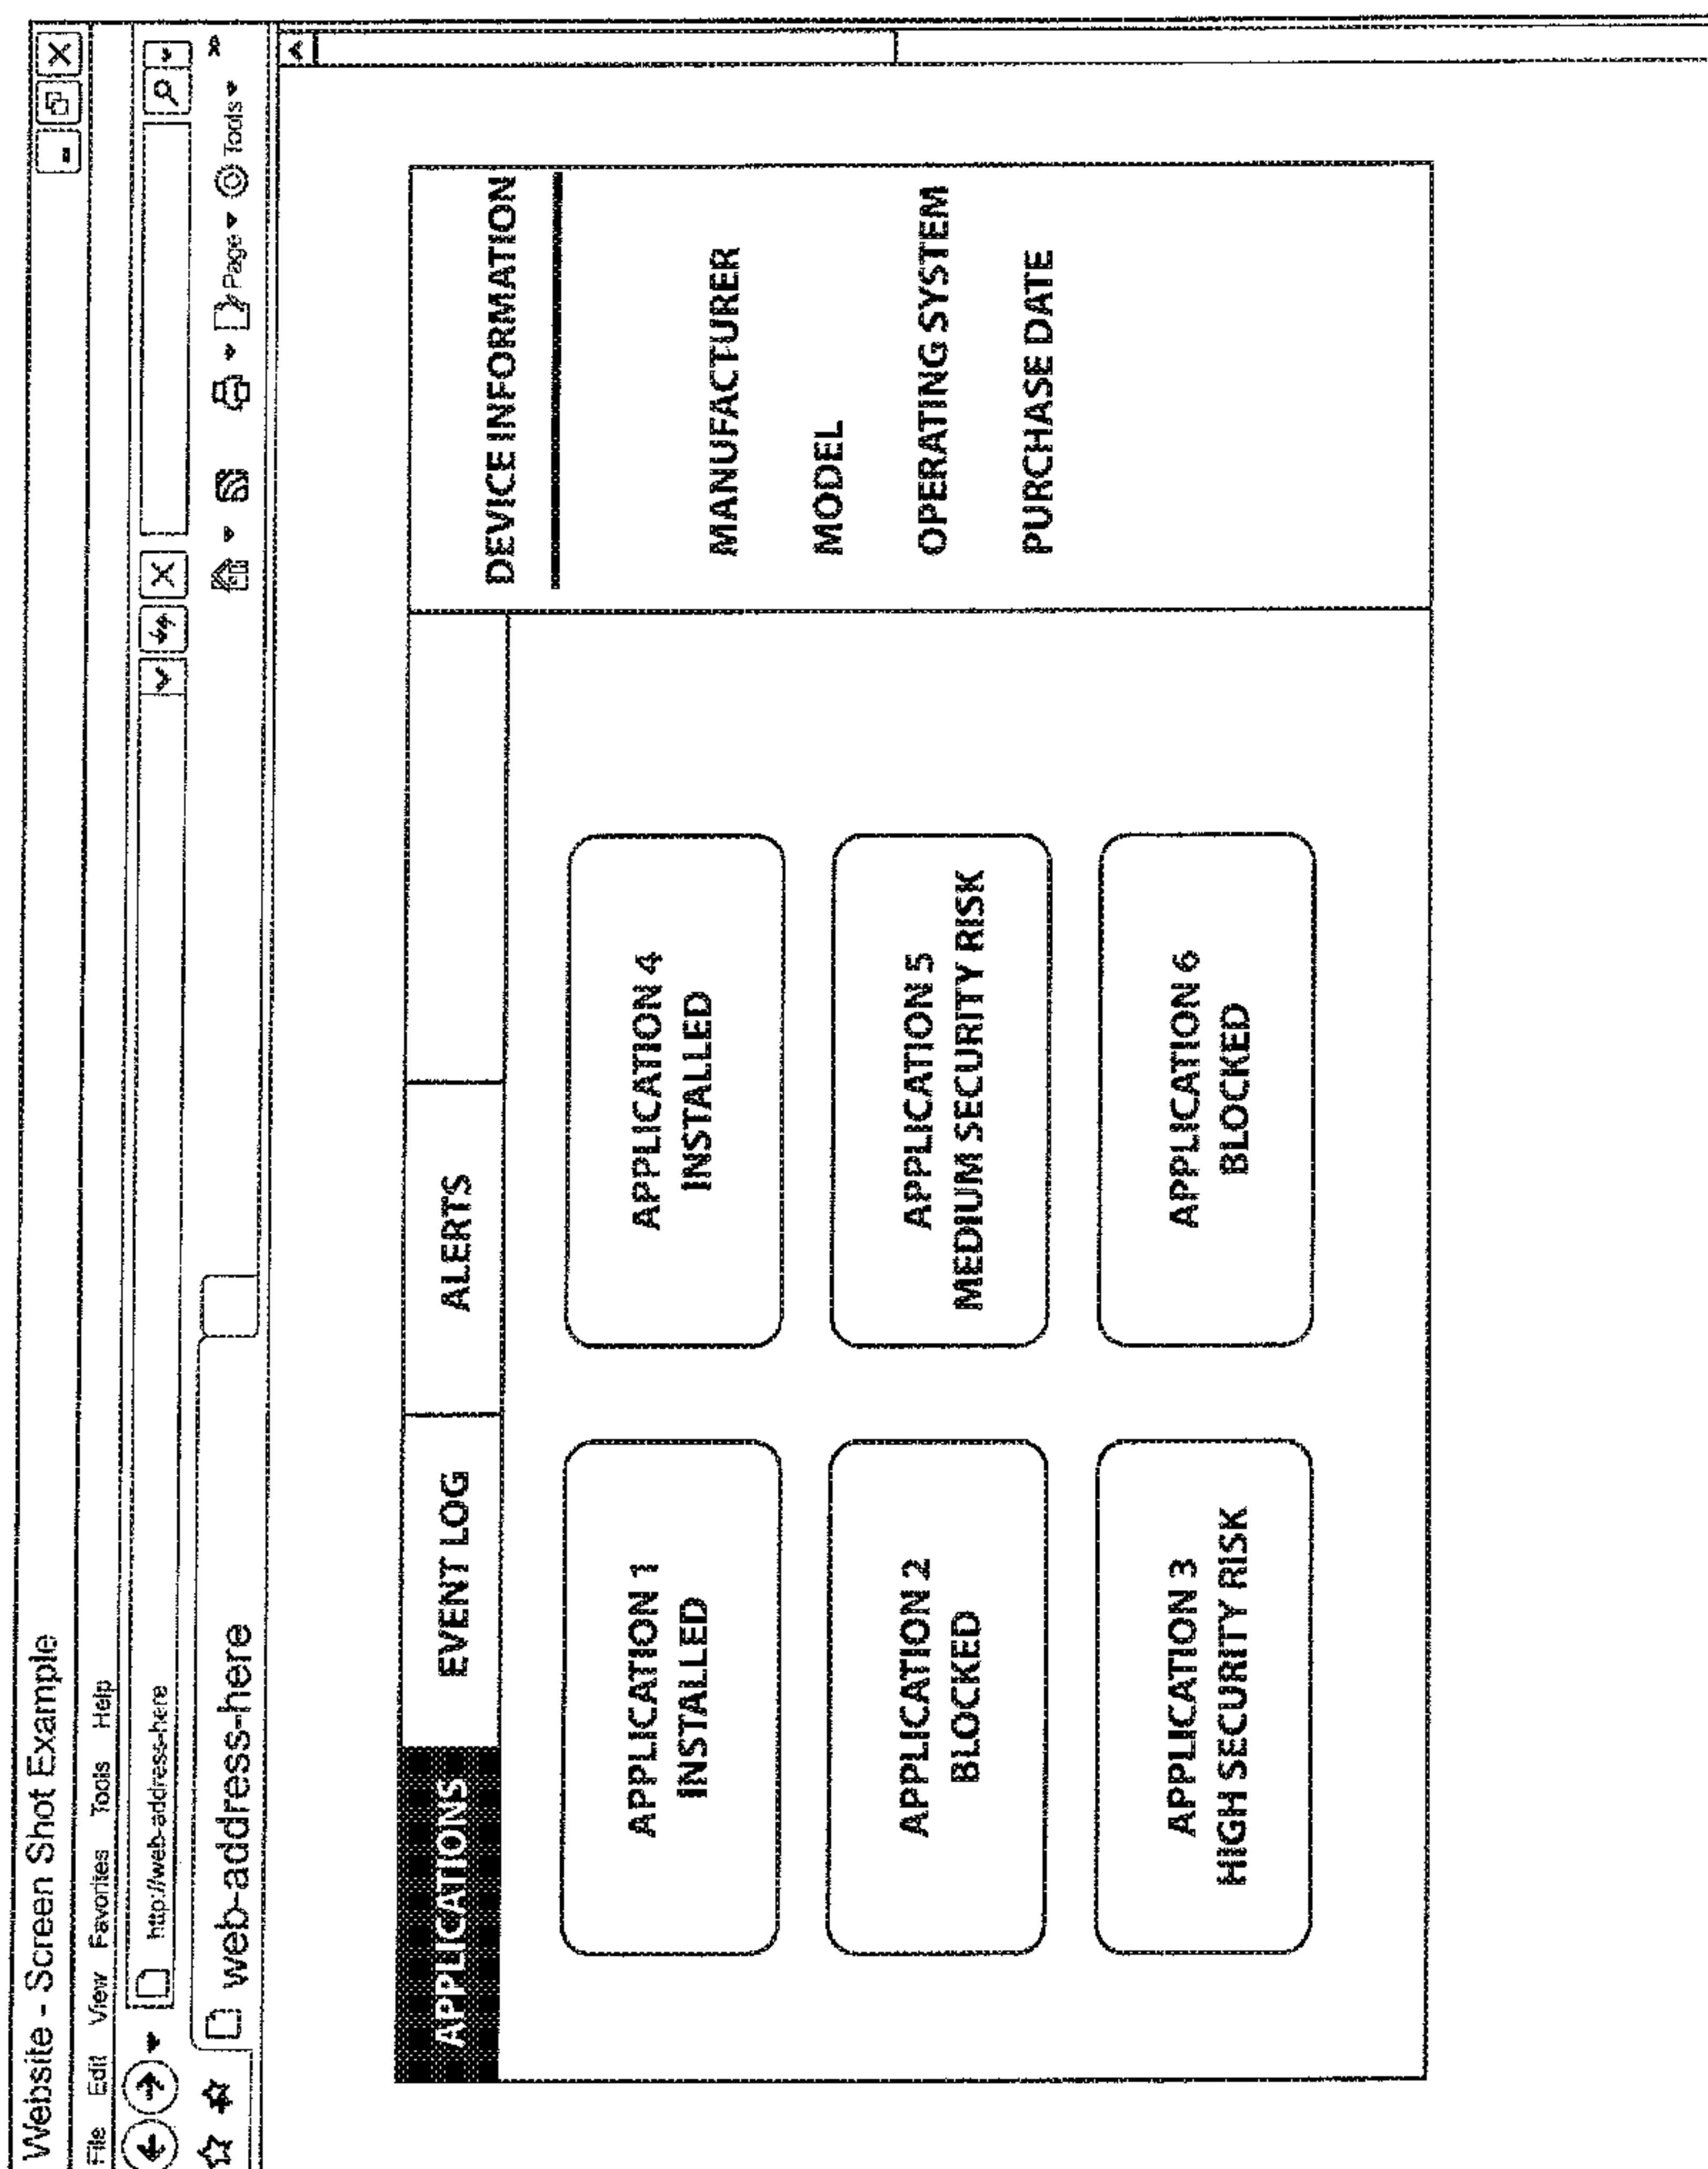 Website - Screen Shot Example
File Edit View Favorites Tools Help
http://web-address-here
web-address-here
Page Tools
APPLICATIONS
EVENT LOG
ALERTS
DEVICE INFORMATION
APPLICATION 1
INSTALLED
APPLICATION 4
INSTALLED
APPLICATION 2
BLOCKED
APPLICATION 5
MEDIUM SECURITY RISK
APPLICATION 3
HIGH SECURITY RISK
APPLICATION 6
BLOCKED
MANUFACTURER
MODEL
OPERATING SYSTEM
PURCHASE DATE